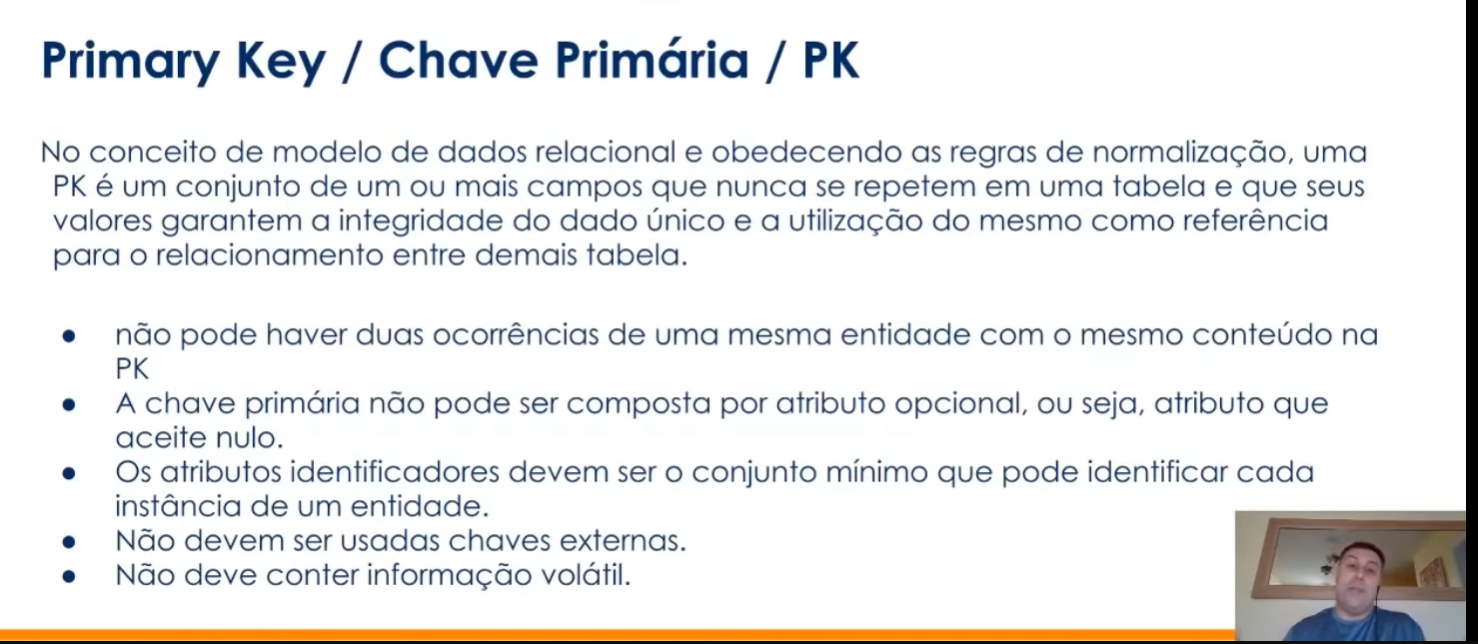 Primary Key / Chave Primária / PK
No conceito de modelo de dados relacional e obedecendo as regras de normalização, uma
PK é um conjunto de um ou mais campos que nunca se repetem em uma tabela e que seus
valores garantem a integridade do dado único e a utilização do mesmo como referência
para o relacionamento entre demais tabela.
● não pode haver duas ocorrências de uma mesma entidade com o mesmo conteúdo na
PK
● A chave primária não pode ser composta por atributo opcional, ou seja, atributo que
aceite nulo.
● Os atributos identificadores devem ser o conjunto mínimo que pode identificar cada
instância de um entidade.
● Não devem ser usadas chaves externas.
● Não deve conter informação volátil.